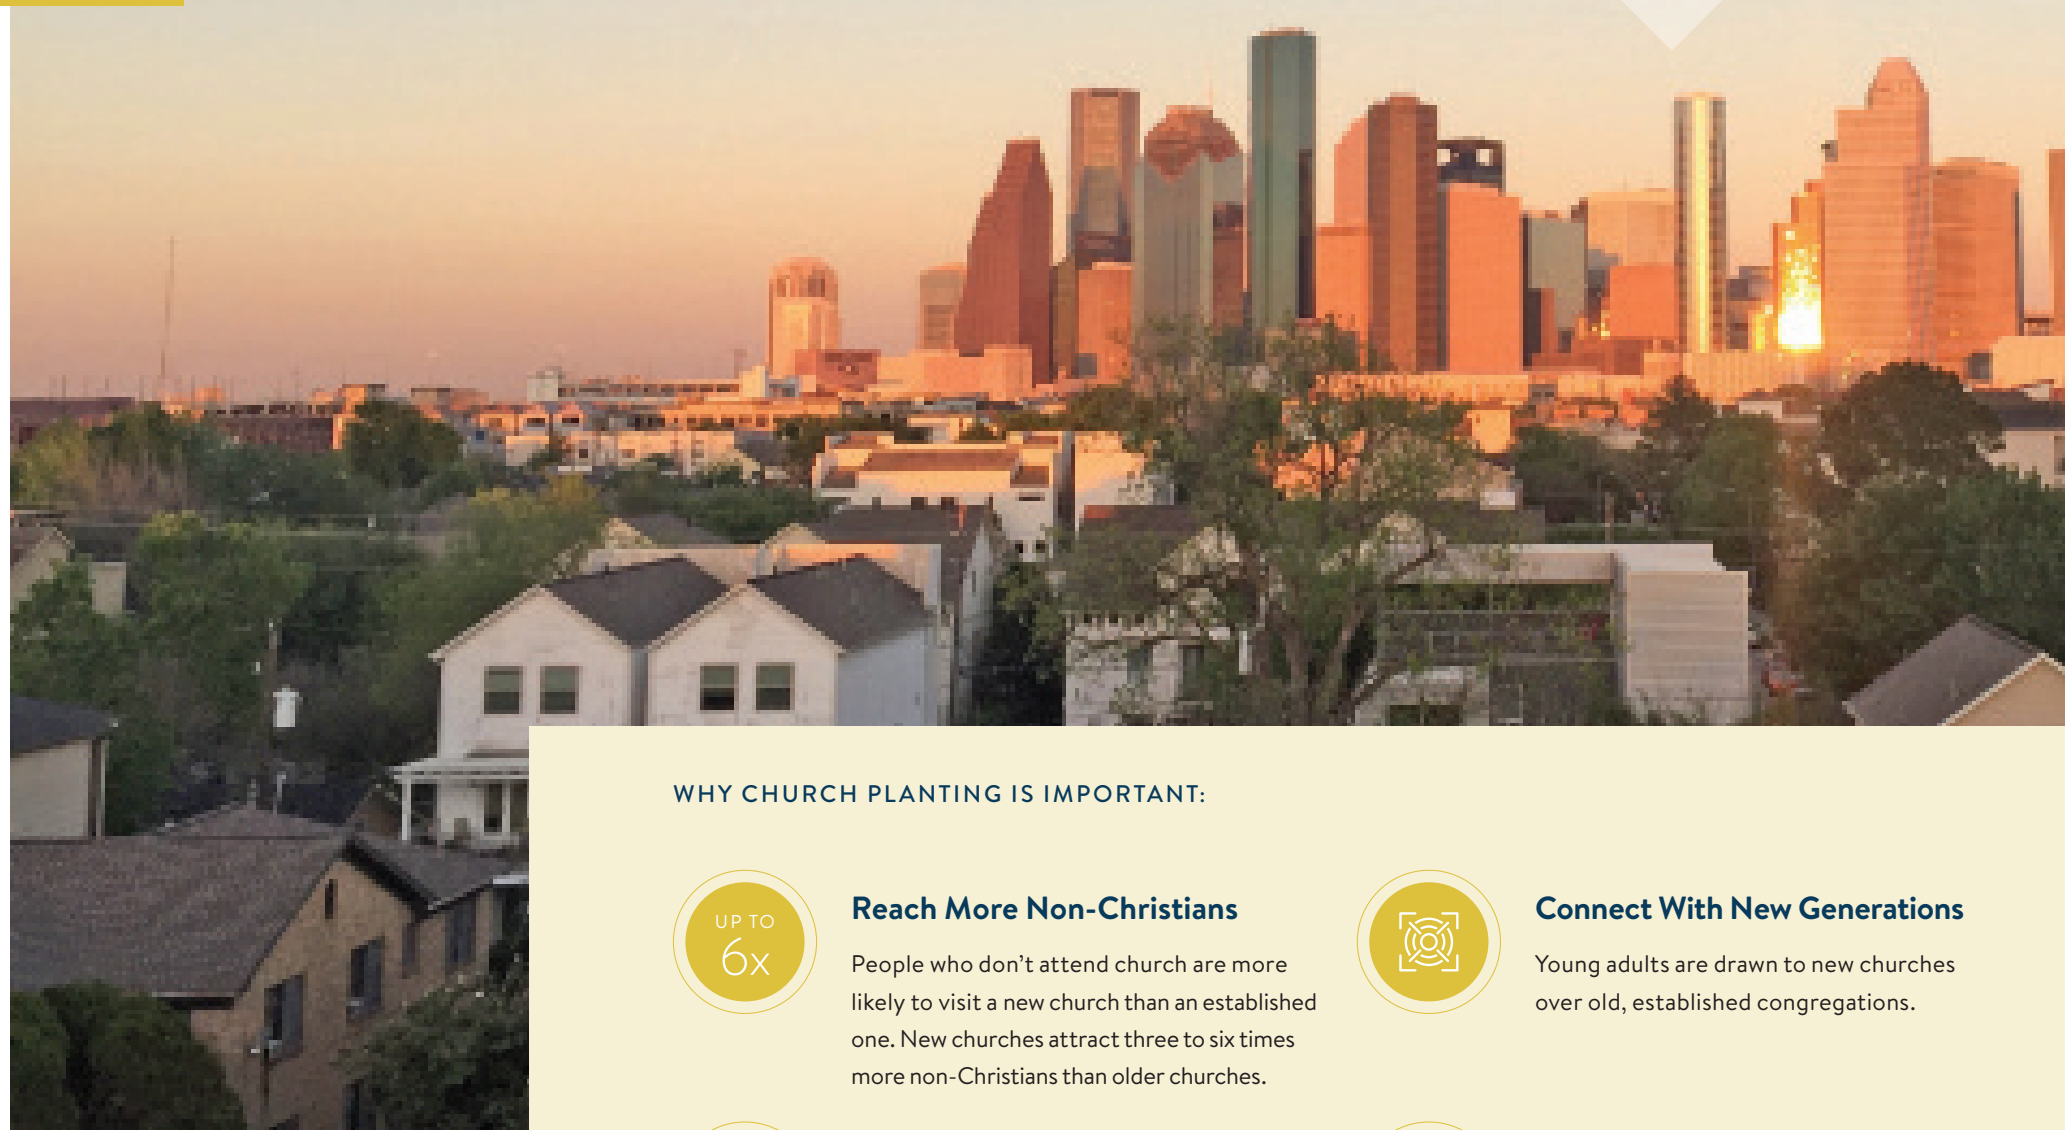 WHY CHURCH PLANTING IS IMPORTANT:
UP TO
6x
Reach More Non-Christians
People who don’t attend church are more
likely to visit a new church than an established
one. New churches attract three to six times
more non-Christians than older churches.
Connect With New Generations
Young adults are drawn to new churches
over old, established congregations.